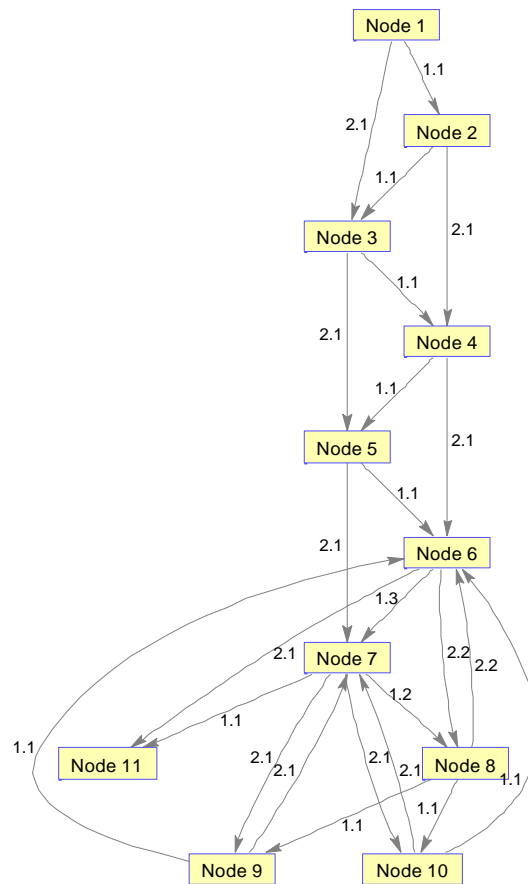 Node 1
1.1
2.1
Node 2
1.1
Node 3
2.1
1.1
2.1
Node 4
1.1
2.1
Node 5
1.1
2.1
Node 6
1.3
2.1
2.2
2.2
Node 7
1.2
1.1
1.1
Node 11
2.1
2.1
2.1
2.1
Node 8
1.1
1.1
1.1
Node 9
Node 10